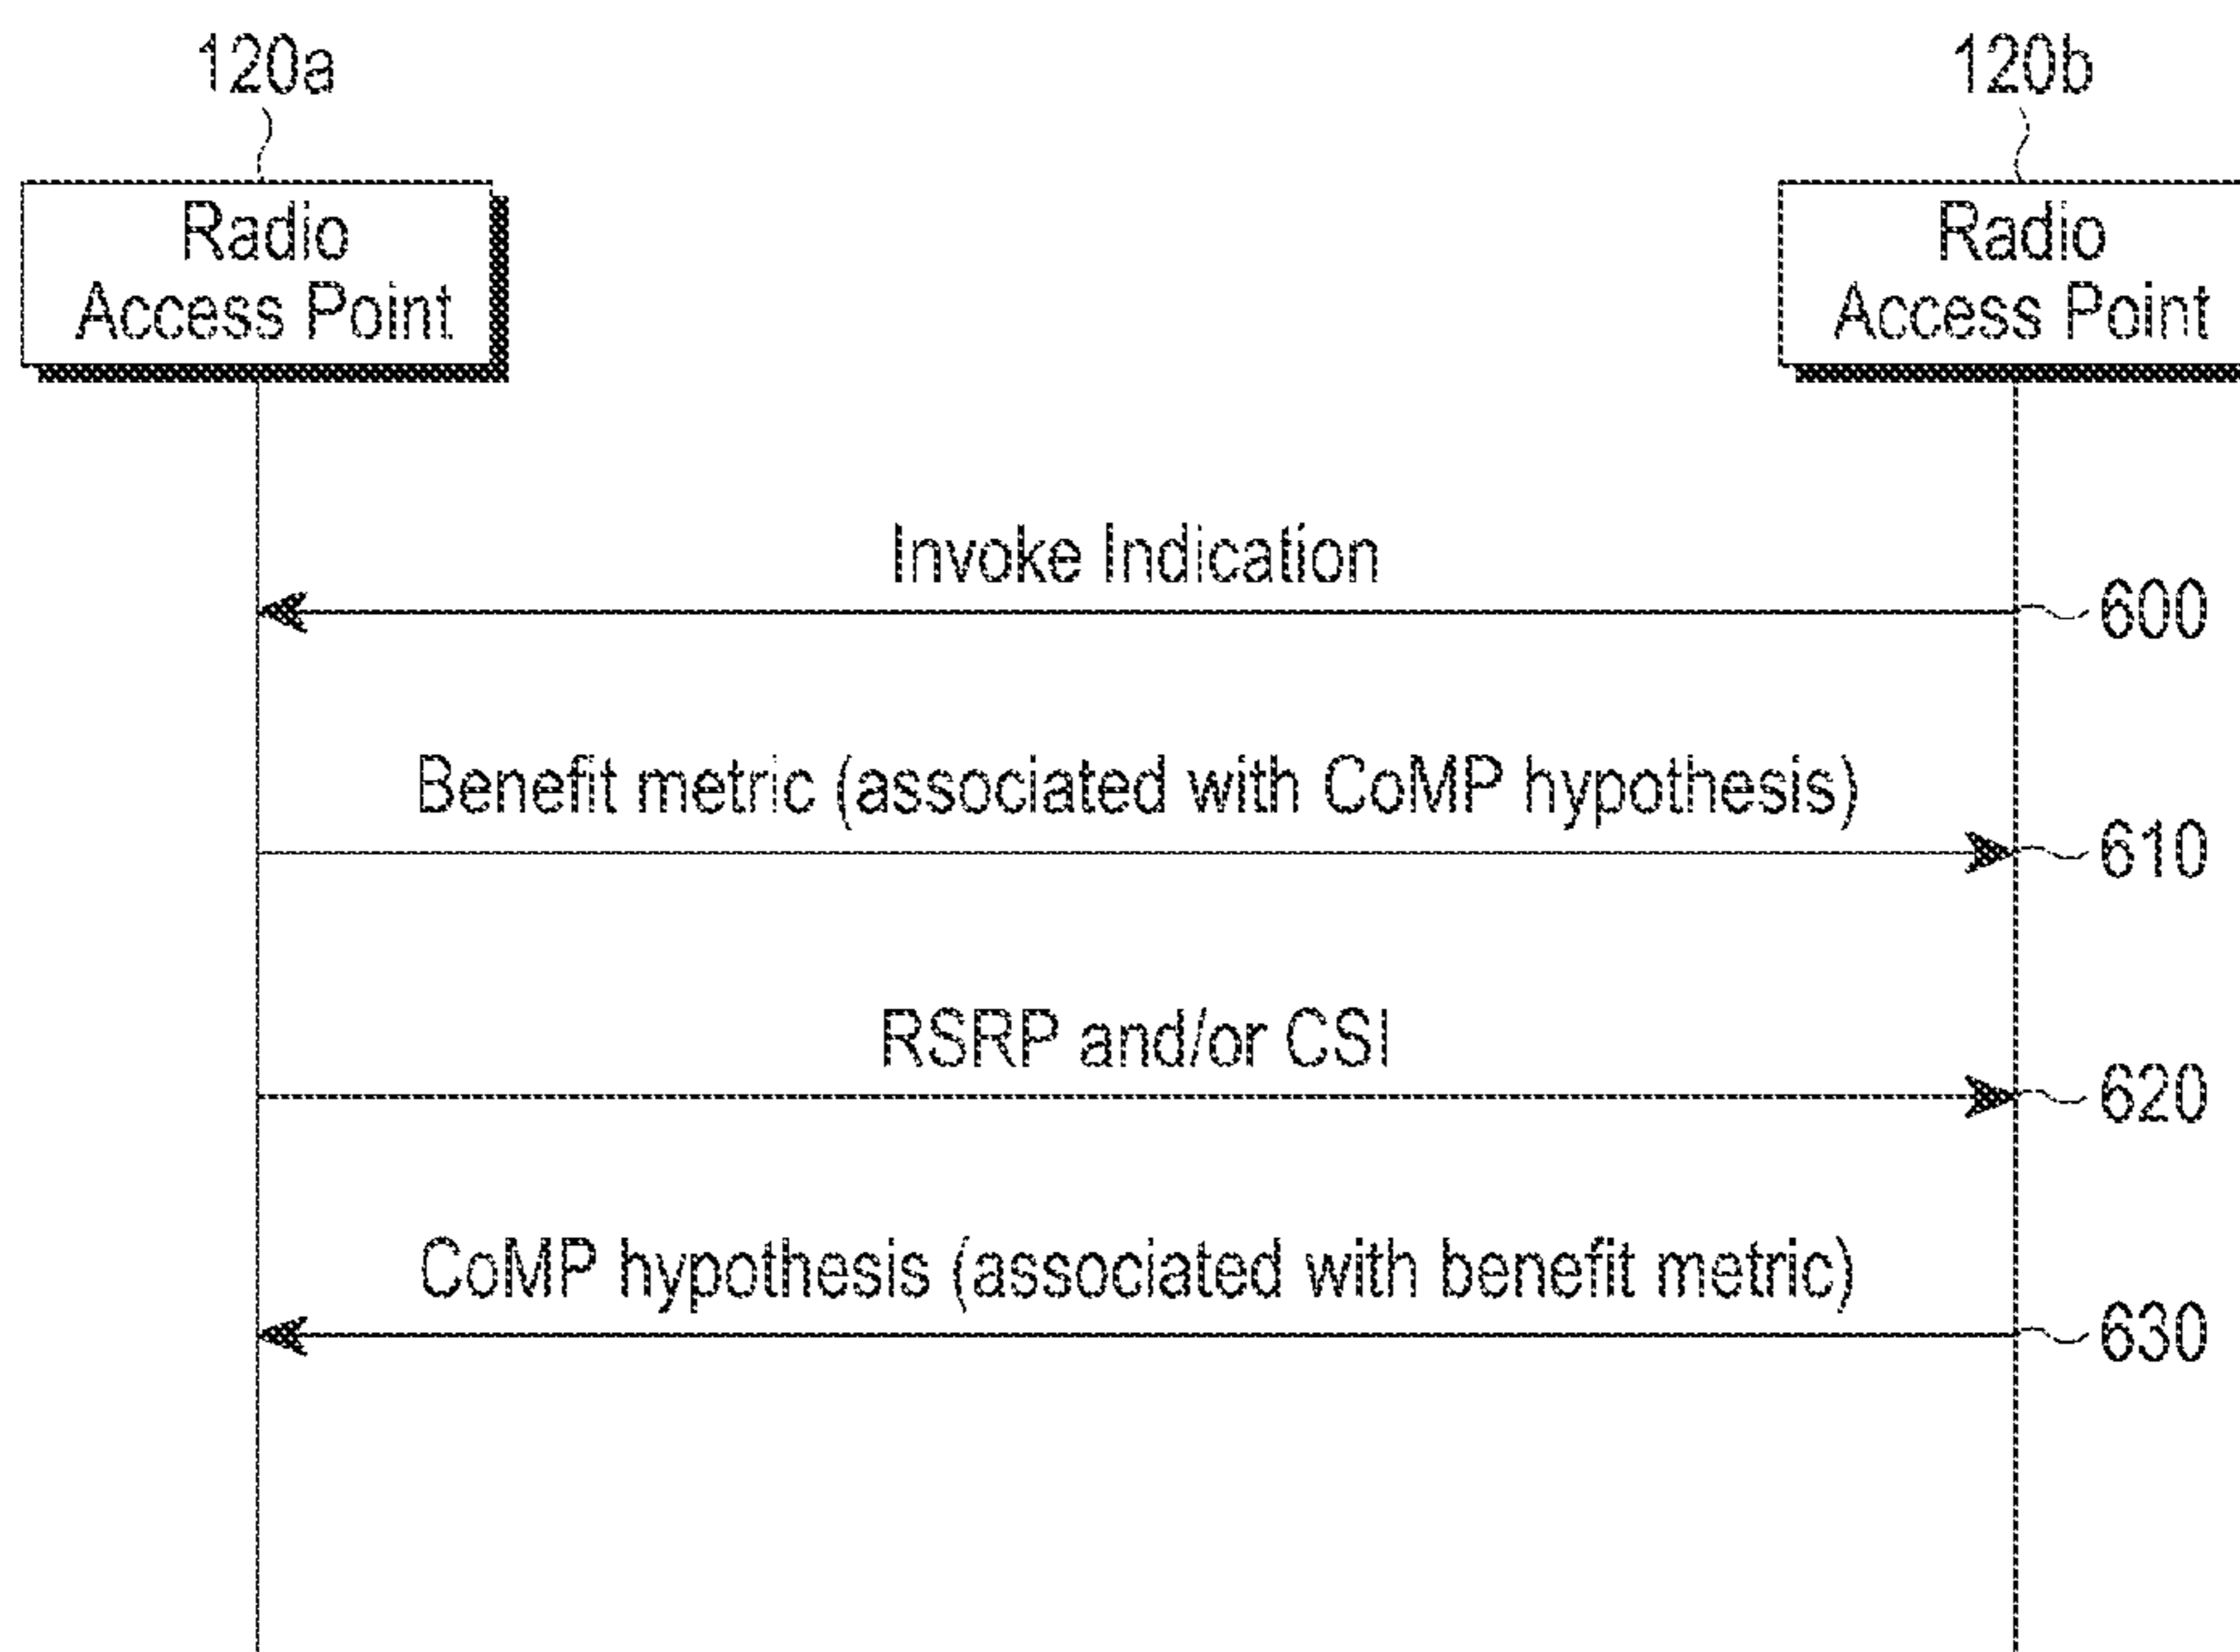 120a
120b
Radio
Access Point
Radio
Access Point
Invoke Indication
600
Benefit metric (associated with CoMP hypothesis)
610
RSRP and/or CSI
620
CoMP hypothesis (associated with benefit metric)
630